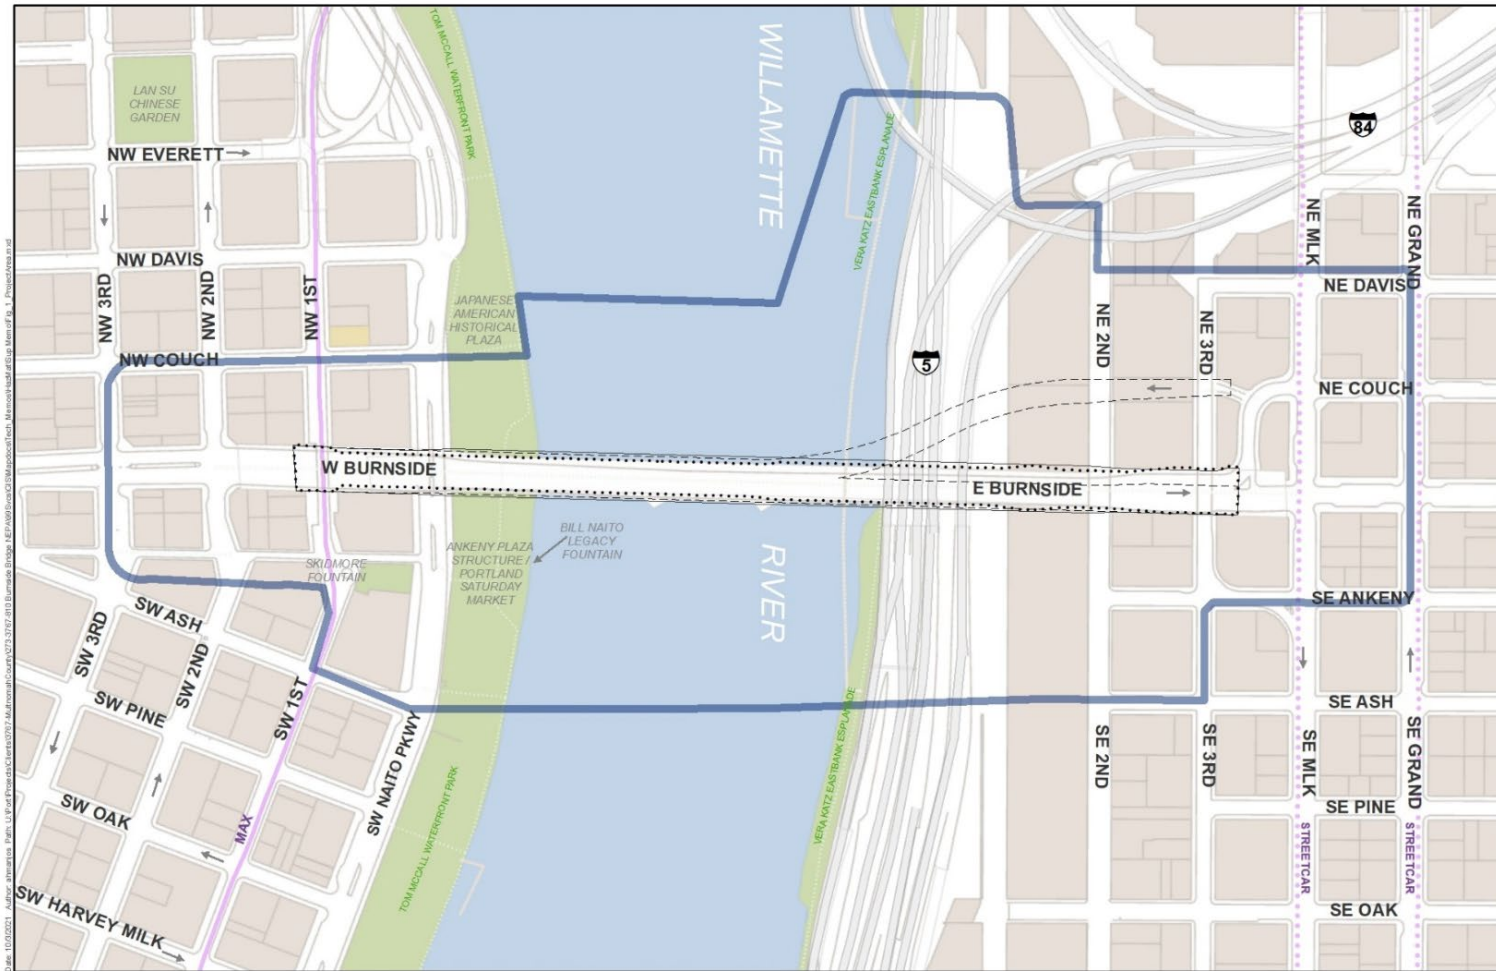 TOM MCCALL WATERFRONT PARK
WILLAMETTE
LAN SU
CHINESE
GARDEN
84
NW EVERETT
VERA KATZ EASTBANK ESPLANADE
NE MLK
NE GRAND
NW DAVIS
NW 3RD
NW 2ND
NW 1ST
NE DAVIS
JAPANESE
AMERICAN
HISTORICAL
PLAZA
NE 2ND
NE 3RD
NW COUCH
5
NE COUCH
W BURNSIDE
E BURNSIDE
BILL NAITO
LEGACY
FOUNTAIN
ANKENY PLAZA
STRUCTURE /
PORTLAND
SATURDAY
MARKET
SKIDMORE
FOUNTAIN
RIVER
SE ANKENY
SW ASH
SW 3RD
SW 2ND
SW 1ST
SW PINE
SW NAITO PKWY
SE ASH
VERA KATZ EASTBANK ESPLANADE
SE 2ND
SE 3RD
SE MLK
SE GRAND
SW OAK
MAX
TOM MCCALL WATERFRONT PARK
SE PINE
STREETCAR
STREETCAR
SW HARVEY MILK
SE OAK